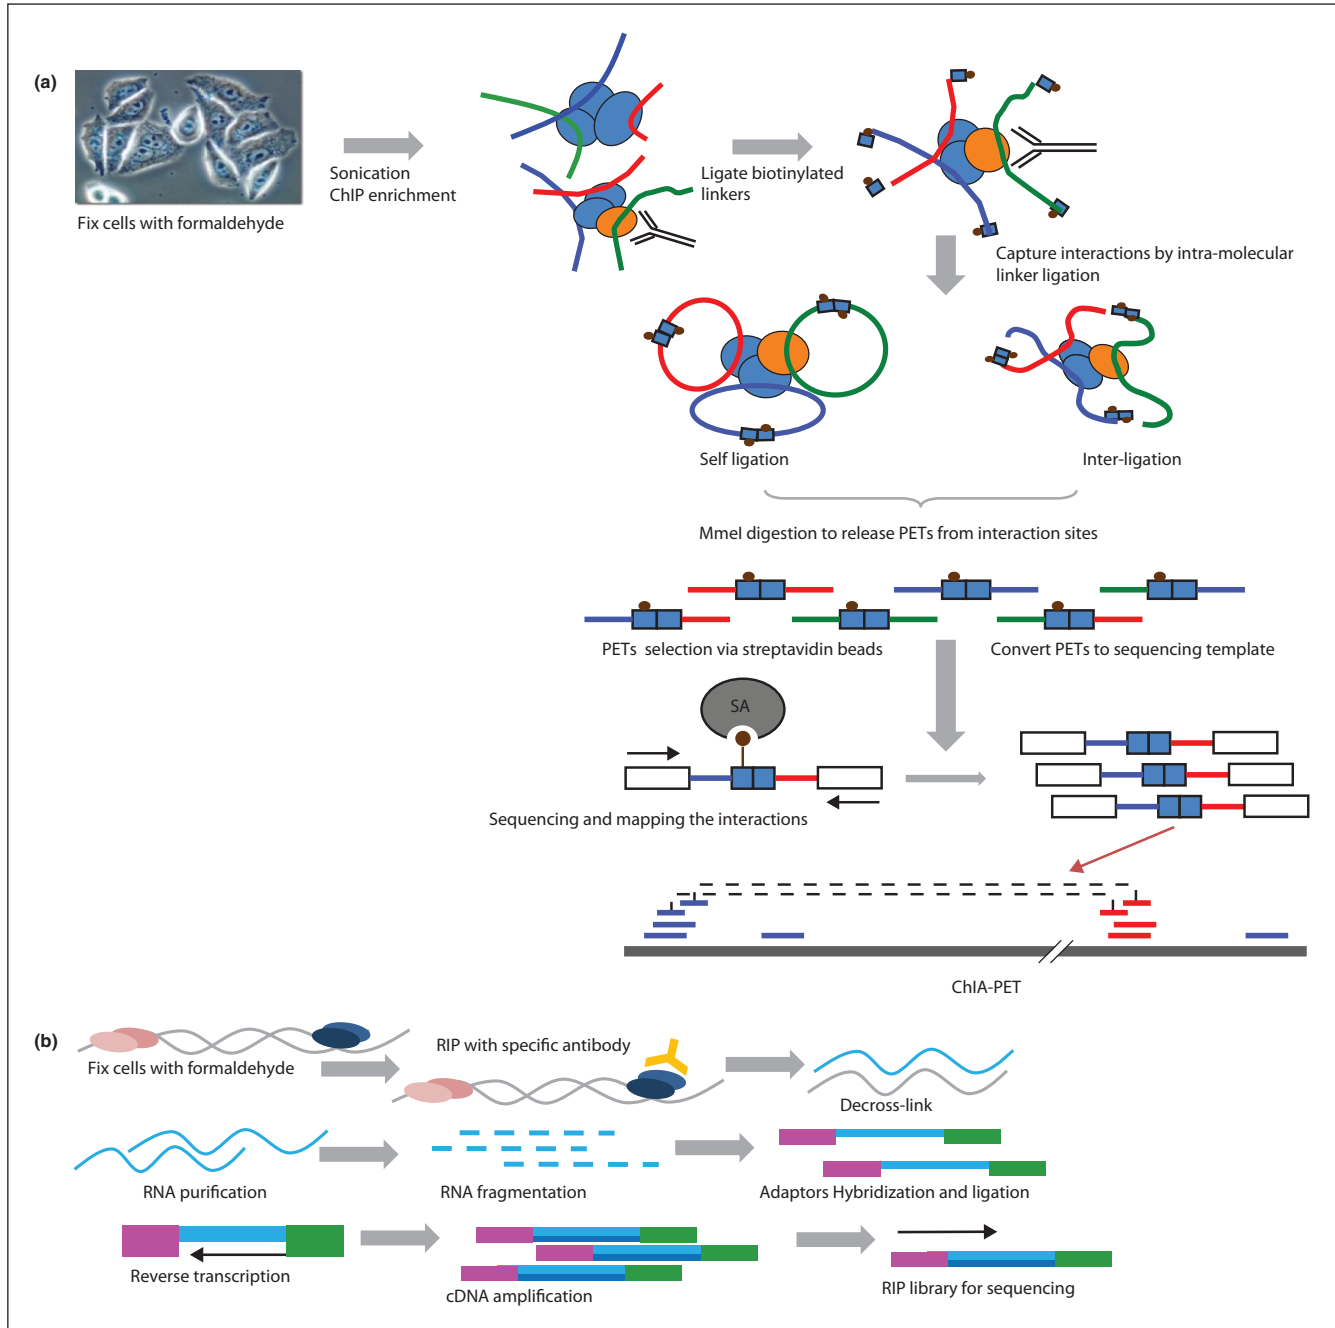 (a)
Fix cells with formaldehyde
Sonication
ChIP enrichment
Ligate biotinylated
linkers
Capture interactions by intra-molecular
linker ligation
Self ligation
Inter-ligation
Mmel digestion to release PETs from interaction sites
PETs selection via streptavidin beads
Convert PETs to sequencing template
SA
Sequencing and mapping the interactions
ChIA-PET
(b)
Fix cells with formaldehyde
RIP with specific antibody
Decross-link
RNA purification
RNA fragmentation
Adaptors Hybridization and ligation
Reverse transcription
cDNA amplification
RIP library for sequencing